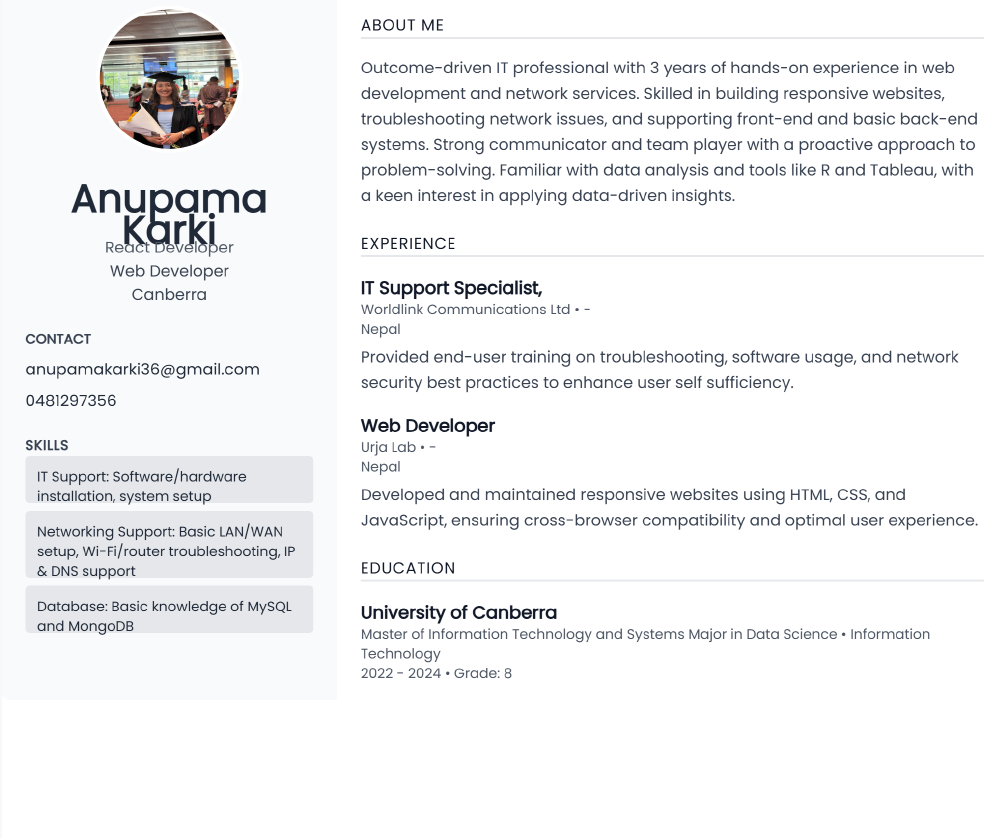 Anupama
Karki
React Developer
Web Developer
Canberra
CONTACT
anupamakarki36@gmail.com
0481297356
SKILLS
IT Support: Software/hardware
installation, system setup
Networking Support: Basic LAN/WAN
setup, Wi-Fi/router troubleshooting, IP
& DNS support
Database: Basic knowledge of MySQL
and MongoDB
ABOUT ME
Outcome-driven IT professional with 3 years of hands-on experience in web
development and network services. Skilled in building responsive websites,
troubleshooting network issues, and supporting front-end and basic back-end
systems. Strong communicator and team player with a proactive approach to
problem-solving. Familiar with data analysis and tools like R and Tableau, with
a keen interest in applying data-driven insights.
EXPERIENCE
IT Support Specialist,
Worldlink Communications Ltd • -
Nepal
Provided end-user training on troubleshooting, software usage, and network
security best practices to enhance user self sufficiency.
Web Developer
Urja Lab • -
Nepal
Developed and maintained responsive websites using HTML, CSS, and
JavaScript, ensuring cross-browser compatibility and optimal user experience.
EDUCATION
University of Canberra
Master of Information Technology and Systems Major in Data Science • Information
Technology
2022 - 2024 • Grade: 8